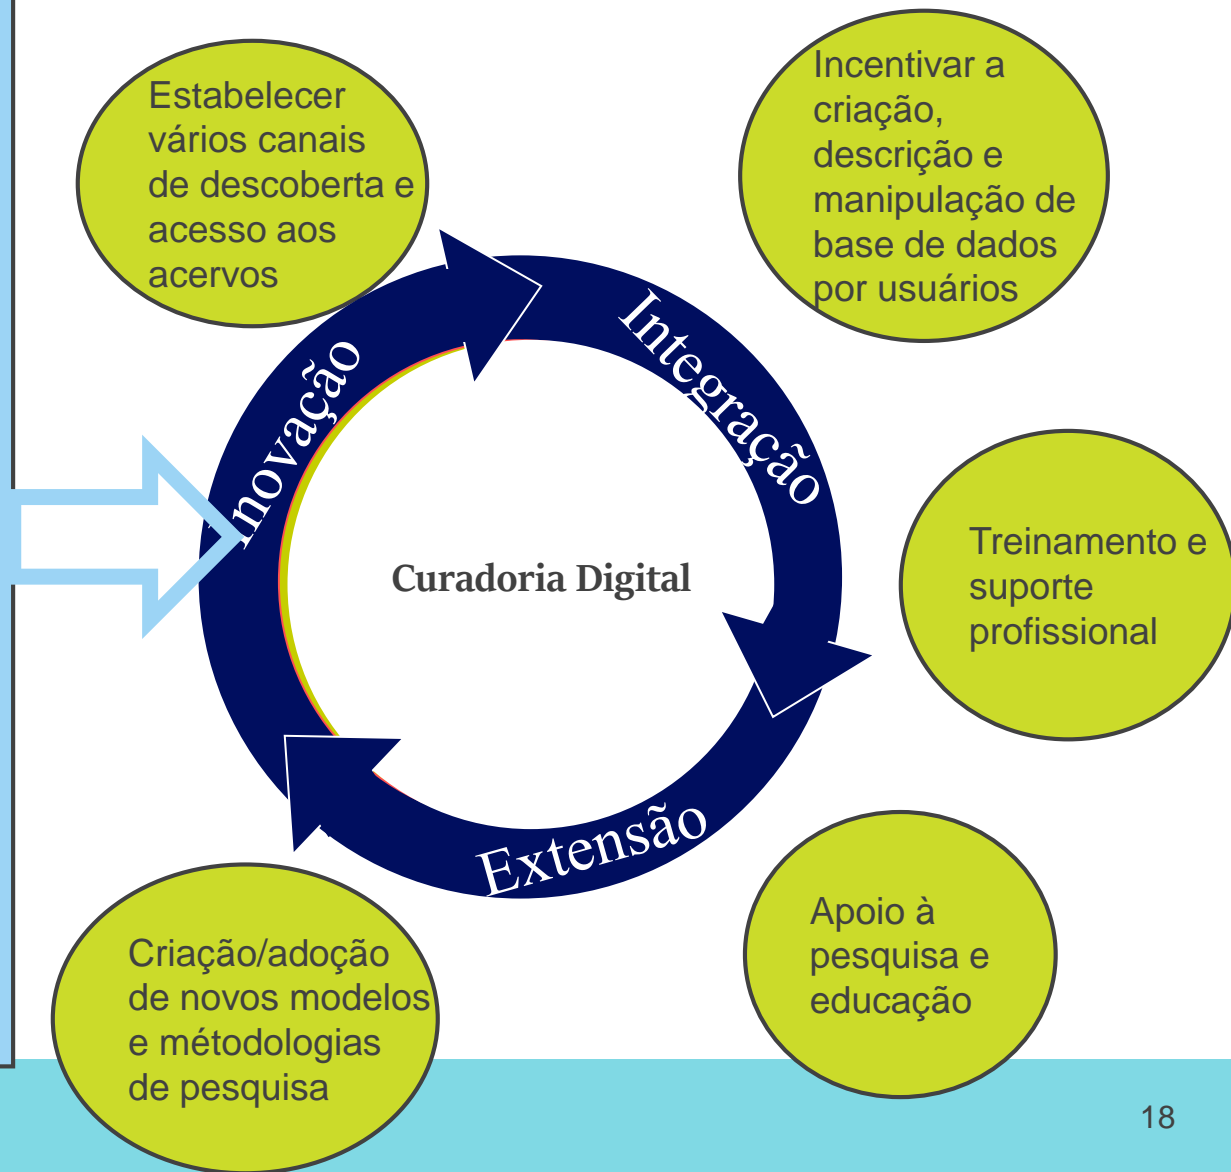 Estabelecer
vários canais
de descoberta e
acesso aos
acervos
Incentivar a
criação,
descrição e
manipulação de
base de dados
por usuários
Inovação
Integração
Curadoria Digital
Treinamento e
suporte
profissional
Extensão
Criação/adoção
de novos modelos
e métodologias
de pesquisa
Apoio à
pesquisa e
educação
18